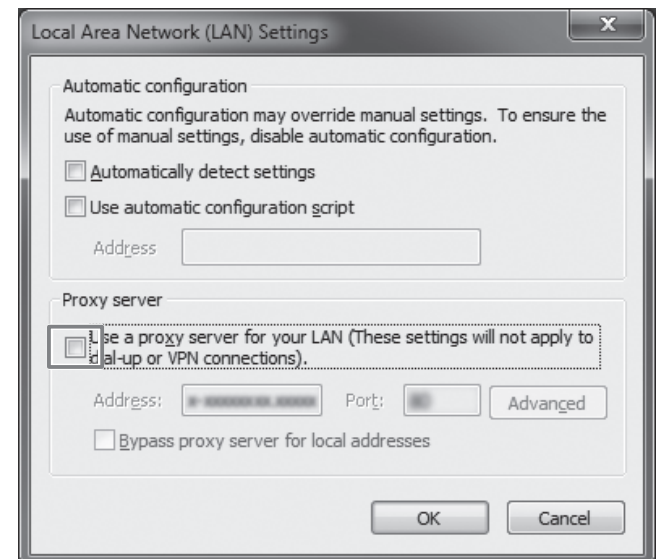 Local Area Network (LAN) Settings
X
Automatic configuration
Automatic configuration may override manual settings. To ensure the
use of manual settings, disable automatic configuration.
Automatically detect settings
Use automatic configuration script
Address
Proxy server
Use a proxy server for your LAN (These settings will not apply to
dial-up or VPN connections).
Address: Port: Advanced
Bypass proxy server for local addresses
OK Cancel